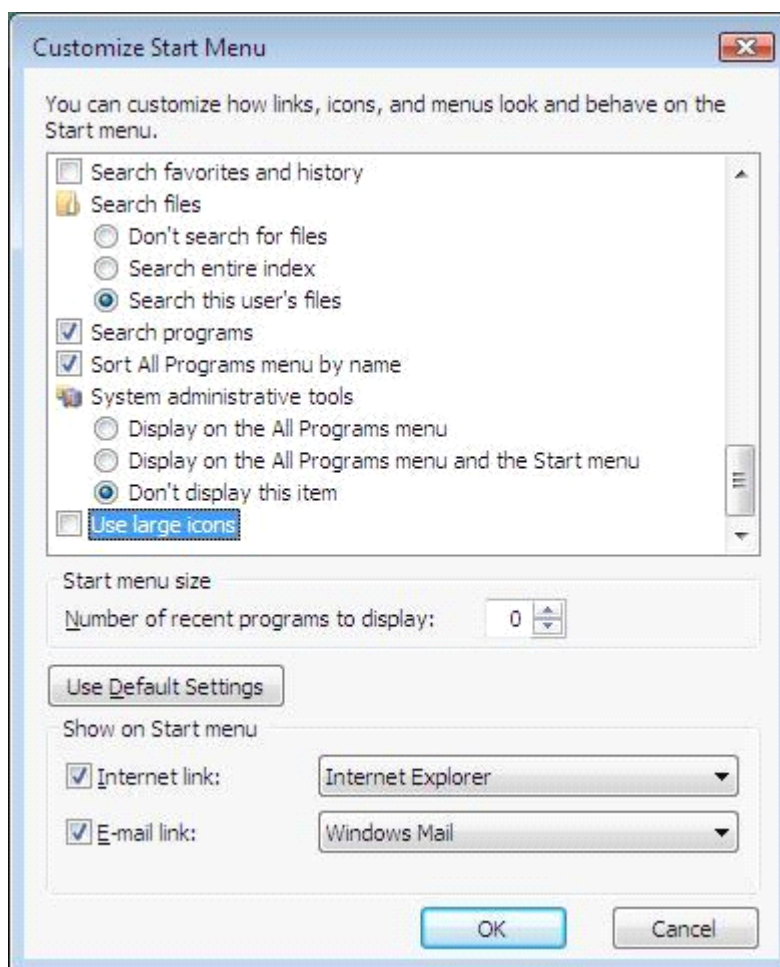 Customize Start Menu
You can customize how links, icons, and menus look and behave on the
Start menu.
Search favorites and history
Search files
Don't search for files
Search entire index
Search this user's files
Search programs
Sort All Programs menu by name
System administrative tools
Display on the All Programs menu
Display on the All Programs menu and the Start menu
Don't display this item
Use large icons
Start menu size
Number of recent programs to display: 0
Use Default Settings
Show on Start menu
Internet link: Internet Explorer
E-mail link: Windows Mail
OK Cancel